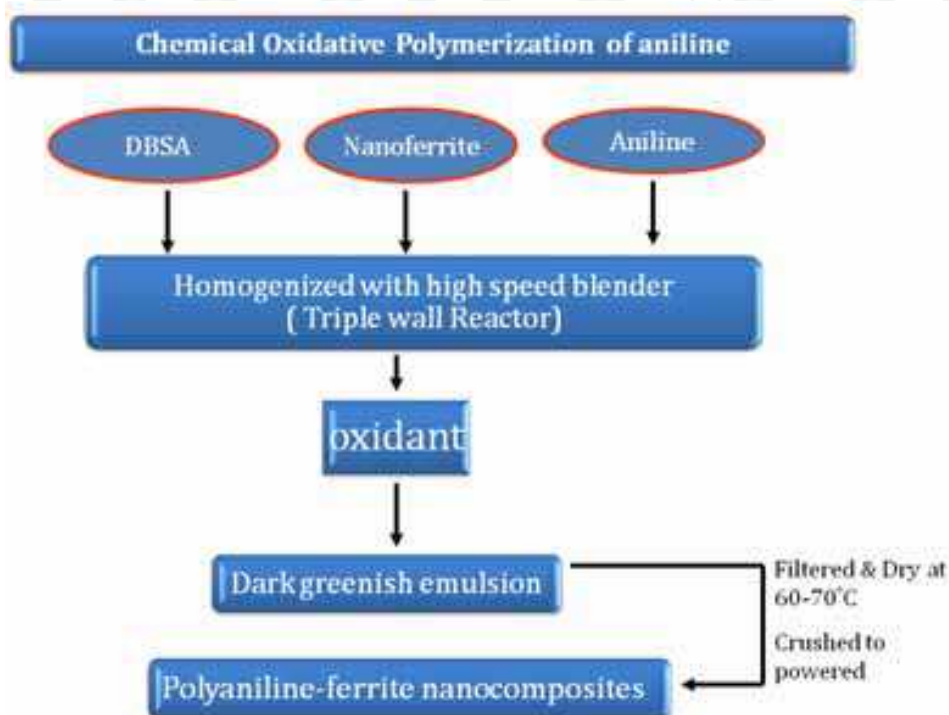 Chemical Oxidative Polymerization of aniline
DBSA
Nanoferrite
Aniline
Homogenized with high speed blender
( Triple wall Reactor)
oxidant
Dark greenish emulsion
Filtered & Dry at
60-70°C
Crushed to
powered
Polyaniline-ferrite nanocomposites